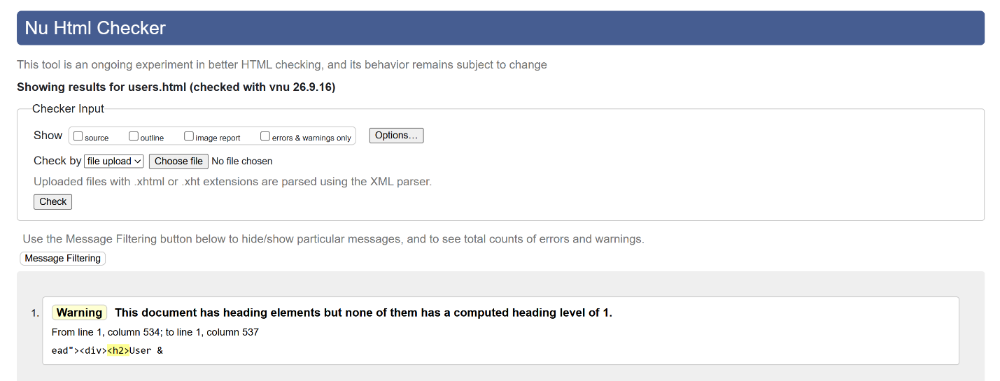 Nu Html Checker
This tool is an ongoing experiment in better HTML checking, and its behavior remains subject to change
Showing results for users.html (checked with vnu 26.9.16)
Checker Input
Show source outline image report errors & warnings only Options...
Check by file upload Choose file No file chosen
Uploaded files with .xhtml or .xht extensions are parsed using the XML parser.
Check
Use the Message Filtering button below to hide/show particular messages, and to see total counts of errors and warnings.
Message Filtering
1. Warning This document has heading elements but none of them has a computed heading level of 1.
From line 1, column 534; to line 1, column 537
ead"><div><h2>User &